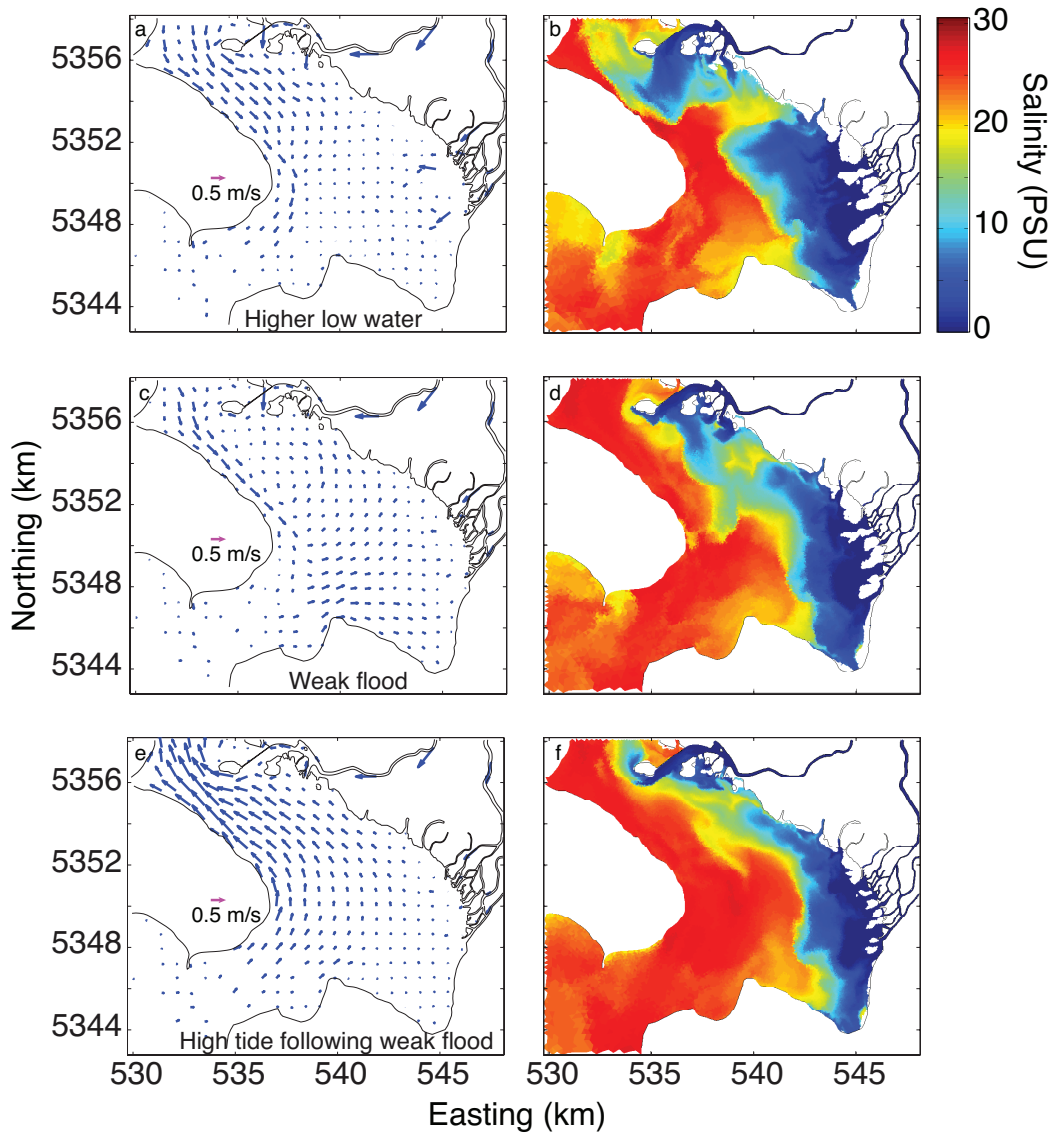 a
5356
5352
5348
5344
0.5 m/s
Higher low water
b
30
20
10
0
Salinity (PSU)
c
5356
5352
5348
5344
0.5 m/s
Weak flood
d
Northing (km)
e
5356
5352
5348
5344
0.5 m/s
High tide following weak flood
f
530 535 540 545
530 535 540 545
Easting (km)